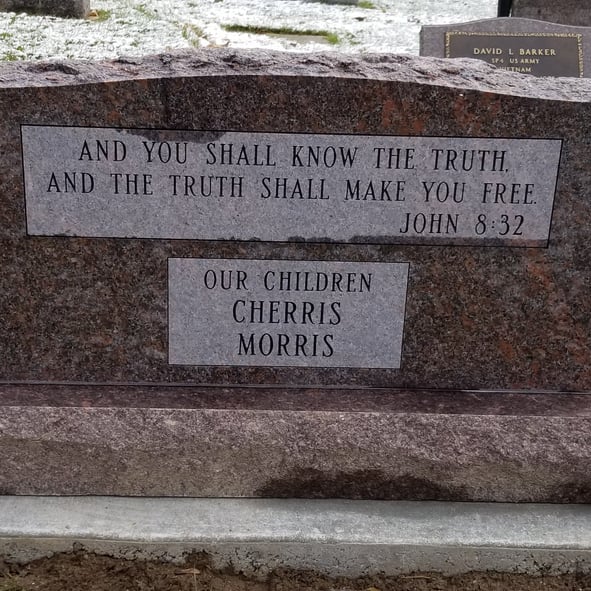 DAVID L BARKER
SP4 US ARMY
VIETNAM
AND YOU SHALL KNOW THE TRUTH,
AND THE TRUTH SHALL MAKE YOU FREE.
JOHN 8:32
OUR CHILDREN
CHERRIS
MORRIS